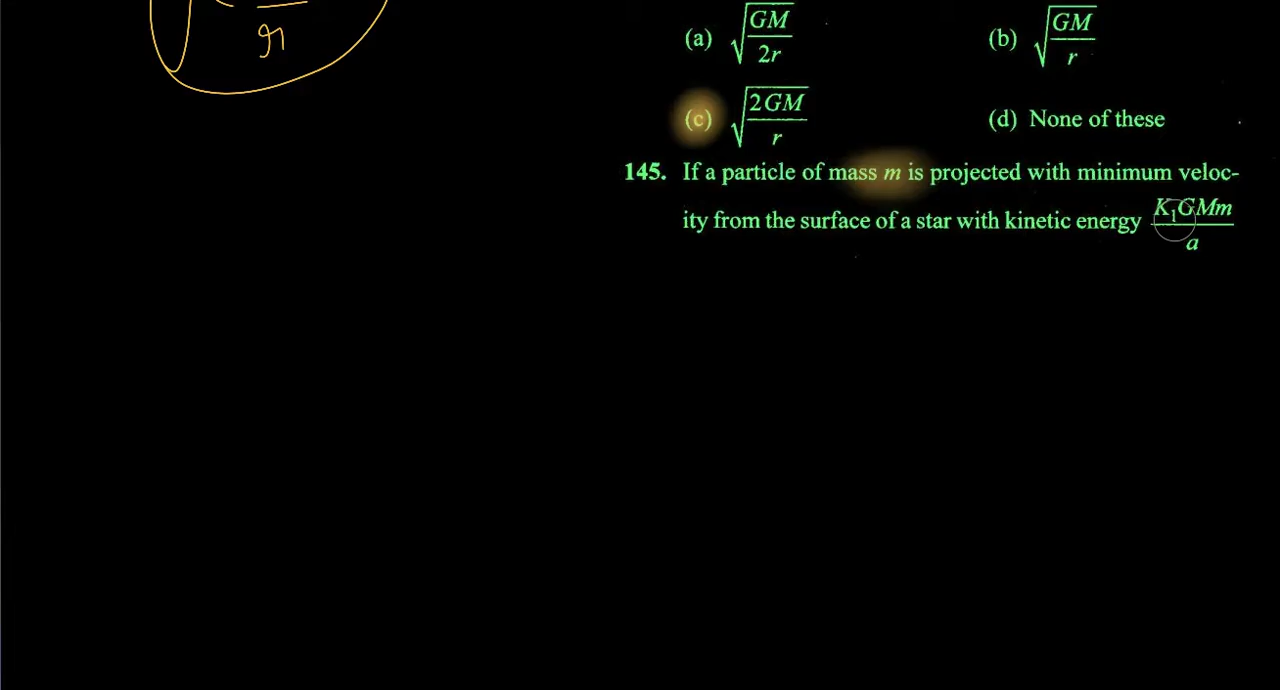 (a) √(GM/2r) (b) √(GM/r)
(c) √(2GM/r) (d) None of these
145. If a particle of mass m is projected with minimum veloc-
ity from the surface of a star with kinetic energy K₁GMm/a